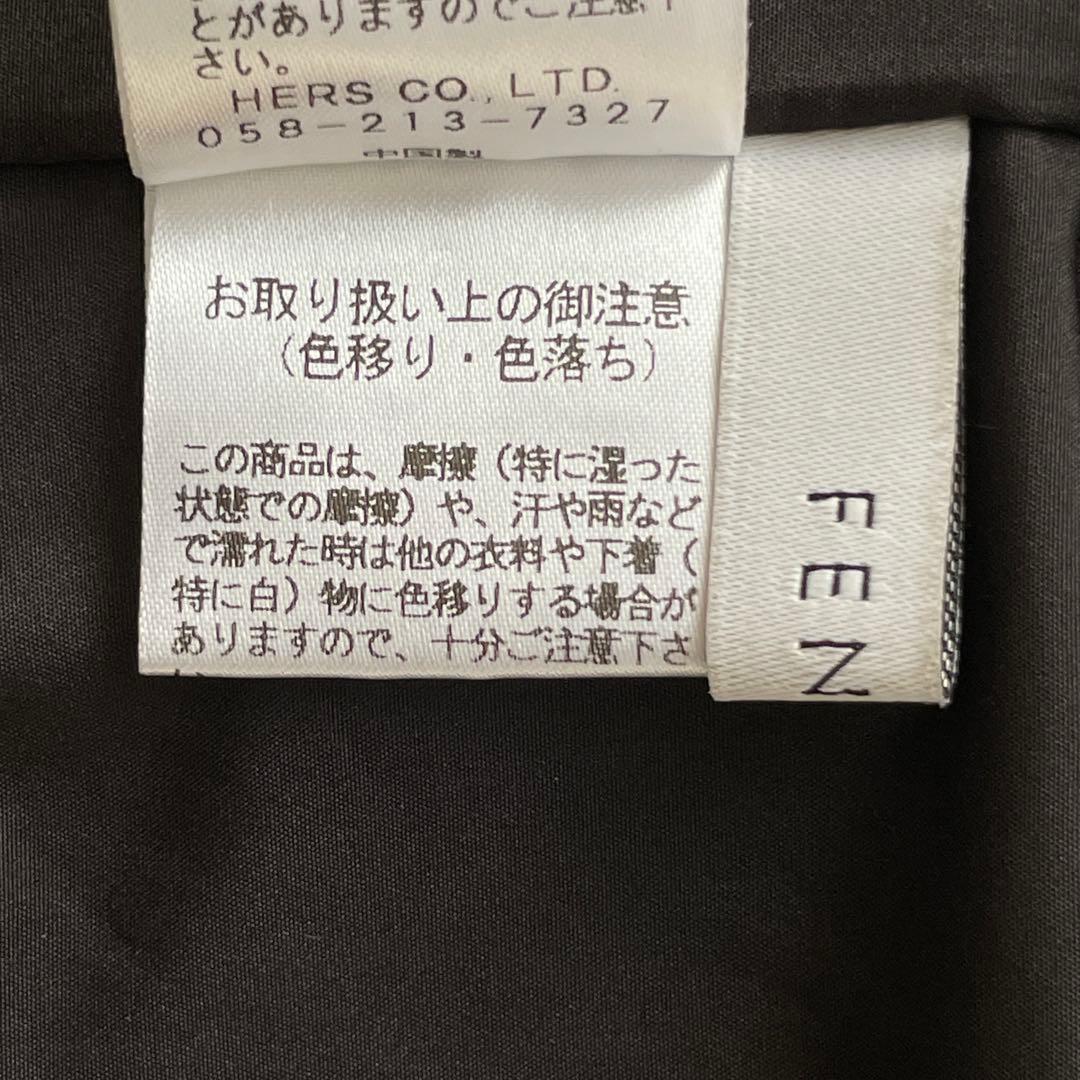 とがありますのでご注意下
さい。
HERS CO., LTD.
058-213-7327
中国製
お取り扱い上の御注意
（色移り・色落ち）
この商品は、摩擦（特に湿った
状態での摩擦）や、汗や雨など
で濡れた時は他の衣料や下着（
特に白）物に色移りする場合が
ありますので、十分ご注意下さ
FEN